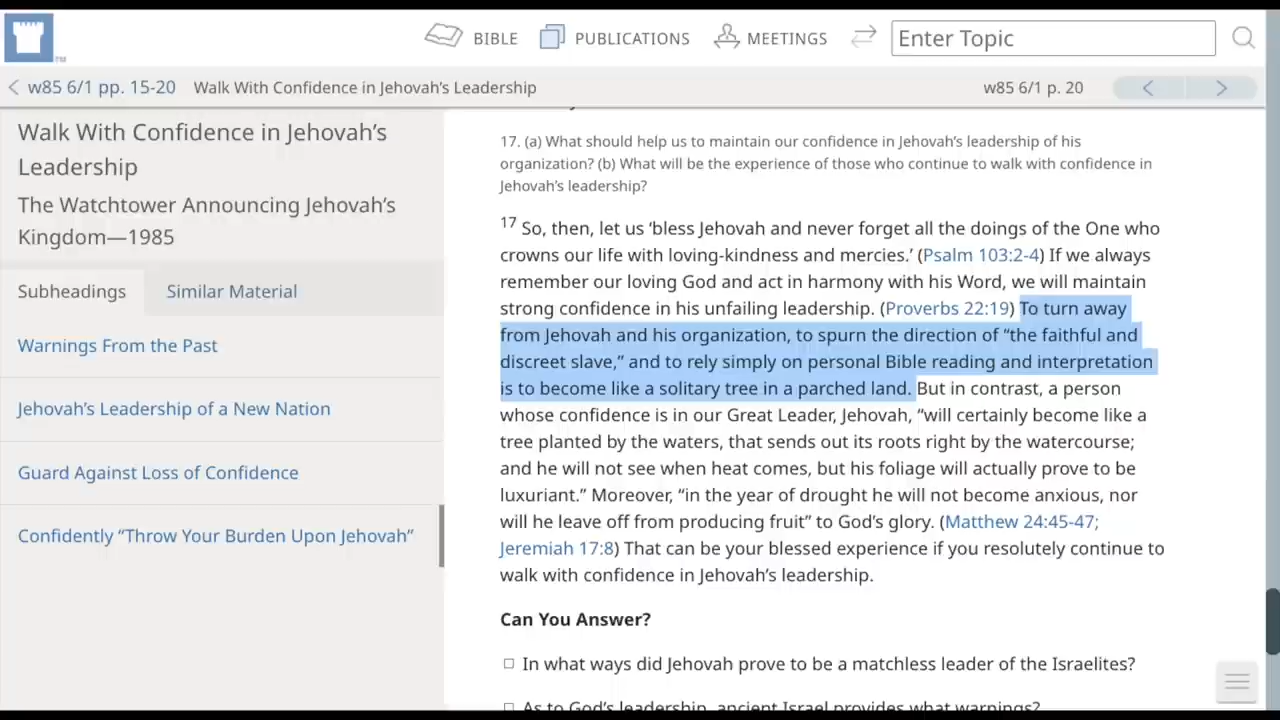 BIBLE
PUBLICATIONS
MEETINGS
Enter Topic
w85 6/1 pp. 15-20 Walk With Confidence in Jehovah’s Leadership
w85 6/1 p. 20
Walk With Confidence in Jehovah’s
Leadership
The Watchtower Announcing Jehovah’s
Kingdom—1985
Subheadings
Similar Material
Warnings From the Past
Jehovah’s Leadership of a New Nation
Guard Against Loss of Confidence
Confidently “Throw Your Burden Upon Jehovah”
17. (a) What should help us to maintain our confidence in Jehovah’s leadership of his
organization? (b) What will be the experience of those who continue to walk with confidence in
Jehovah’s leadership?
17 So, then, let us ‘bless Jehovah and never forget all the doings of the One who
crowns our life with loving-kindness and mercies.’ (Psalm 103:2-4) If we always
remember our loving God and act in harmony with his Word, we will maintain
strong confidence in his unfailing leadership. (Proverbs 22:19) To turn away
from Jehovah and his organization, to spurn the direction of “the faithful and
discreet slave,” and to rely simply on personal Bible reading and interpretation
is to become like a solitary tree in a parched land. But in contrast, a person
whose confidence is in our Great Leader, Jehovah, “will certainly become like a
tree planted by the waters, that sends out its roots right by the watercourse;
and he will not see when heat comes, but his foliage will actually prove to be
luxuriant.” Moreover, “in the year of drought he will not become anxious, nor
will he leave off from producing fruit” to God’s glory. (Matthew 24:45-47;
Jeremiah 17:8) That can be your blessed experience if you resolutely continue to
walk with confidence in Jehovah’s leadership.
Can You Answer?
□ In what ways did Jehovah prove to be a matchless leader of the Israelites?
□ As to God’s leadership, ancient Israel provides what warnings?